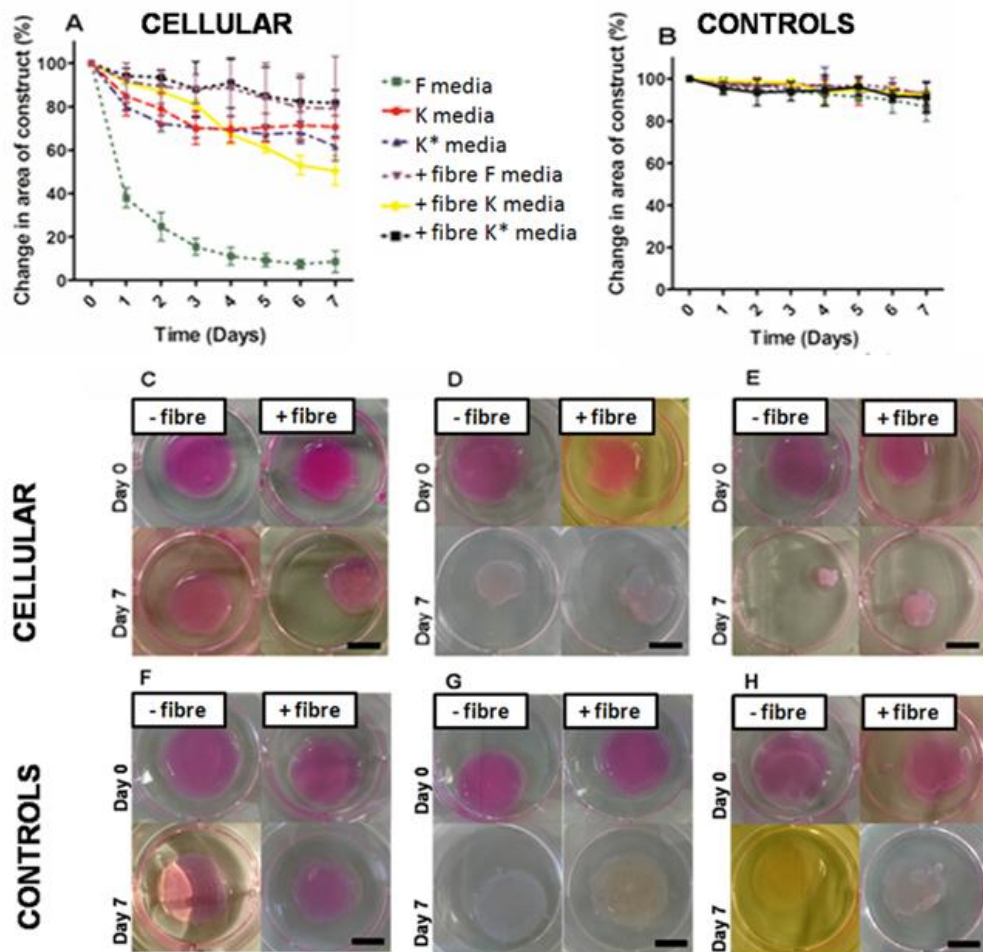 A CELLULAR
Change in area of construct (%)
100
80
60
40
20
0
0 1 2 3 4 5 6 7
Time (Days)
F media
K media
K* media
+ fibre F media
+ fibre K media
+ fibre K* media
B CONTROLS
Change in area of construct (%)
100
80
60
40
20
0
0 1 2 3 4 5 6 7
Time (Days)
CELLULAR
C
- fibre + fibre
Day 0
Day 7
D
- fibre + fibre
Day 0
Day 7
E
- fibre + fibre
Day 0
Day 7
CONTROLS
F
- fibre + fibre
Day 0
Day 7
G
- fibre + fibre
Day 0
Day 7
H
- fibre + fibre
Day 0
Day 7